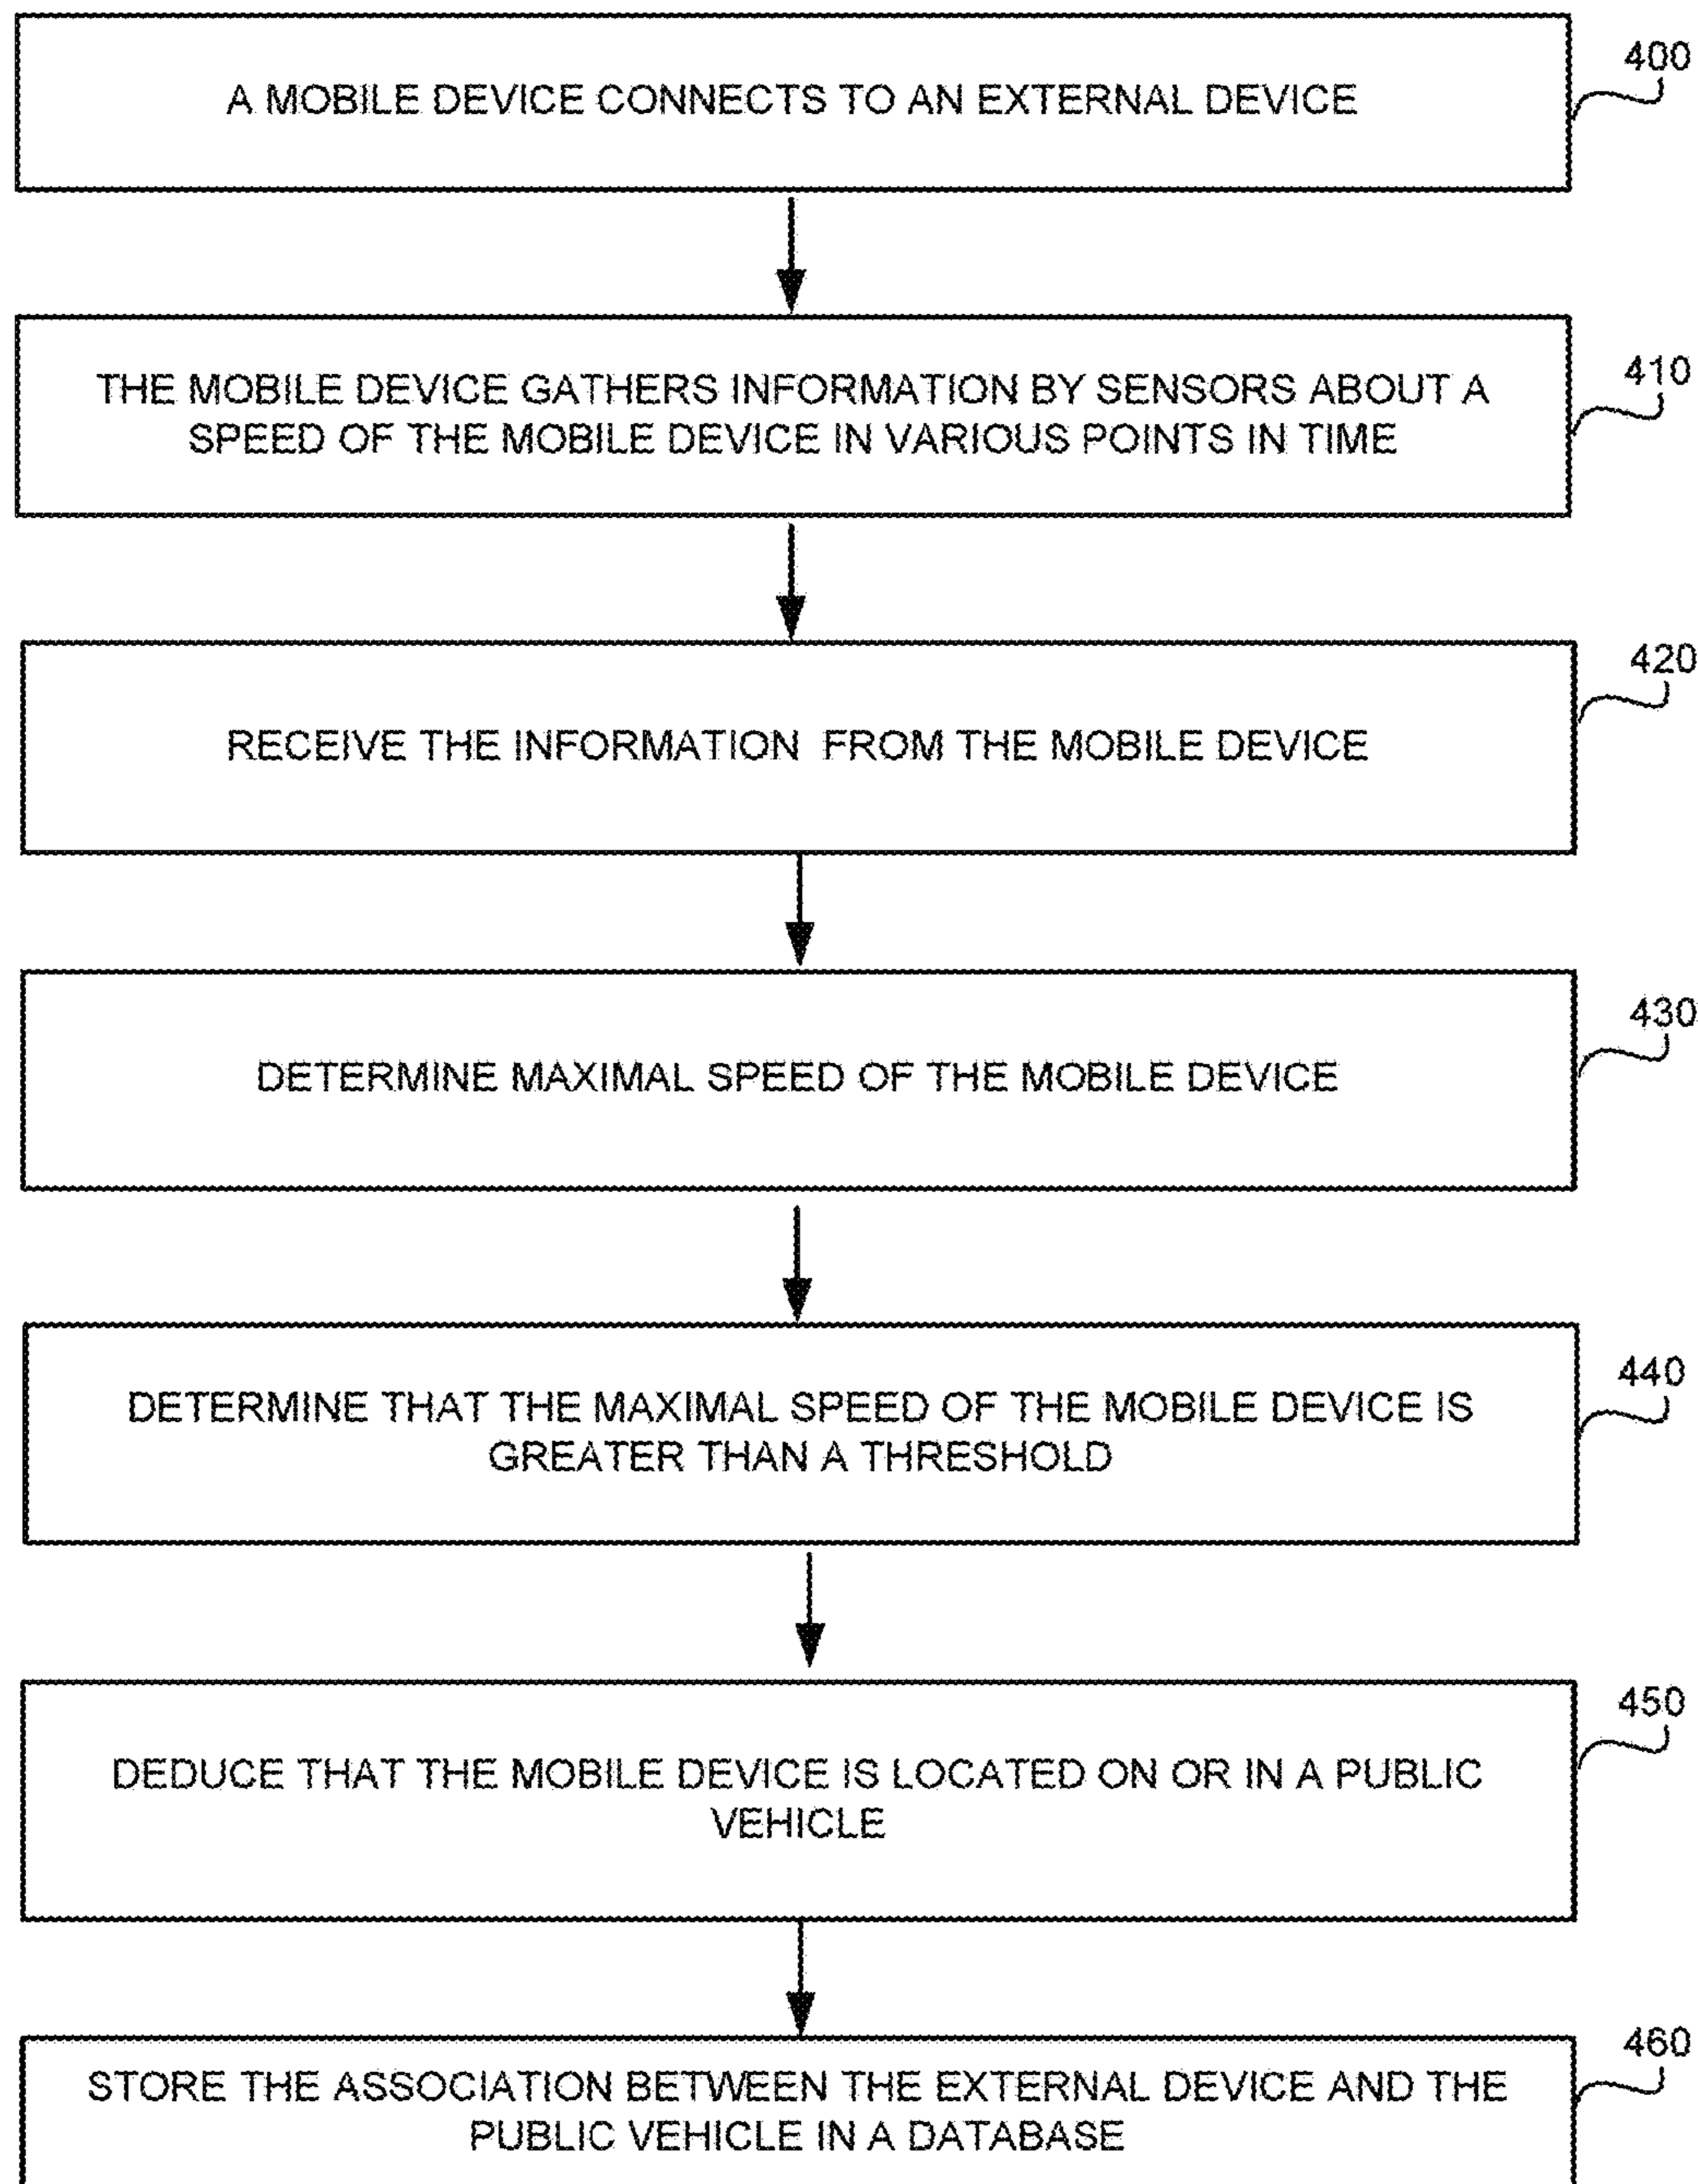 400
A MOBILE DEVICE CONNECTS TO AN EXTERNAL DEVICE
410
THE MOBILE DEVICE GATHERS INFORMATION BY SENSORS ABOUT A
SPEED OF THE MOBILE DEVICE IN VARIOUS POINTS IN TIME
420
RECEIVE THE INFORMATION FROM THE MOBILE DEVICE
430
DETERMINE MAXIMAL SPEED OF THE MOBILE DEVICE
440
DETERMINE THAT THE MAXIMAL SPEED OF THE MOBILE DEVICE IS
GREATER THAN A THRESHOLD
450
DEDUCE THAT THE MOBILE DEVICE IS LOCATED ON OR IN A PUBLIC
VEHICLE
460
STORE THE ASSOCIATION BETWEEN THE EXTERNAL DEVICE AND THE
PUBLIC VEHICLE IN A DATABASE